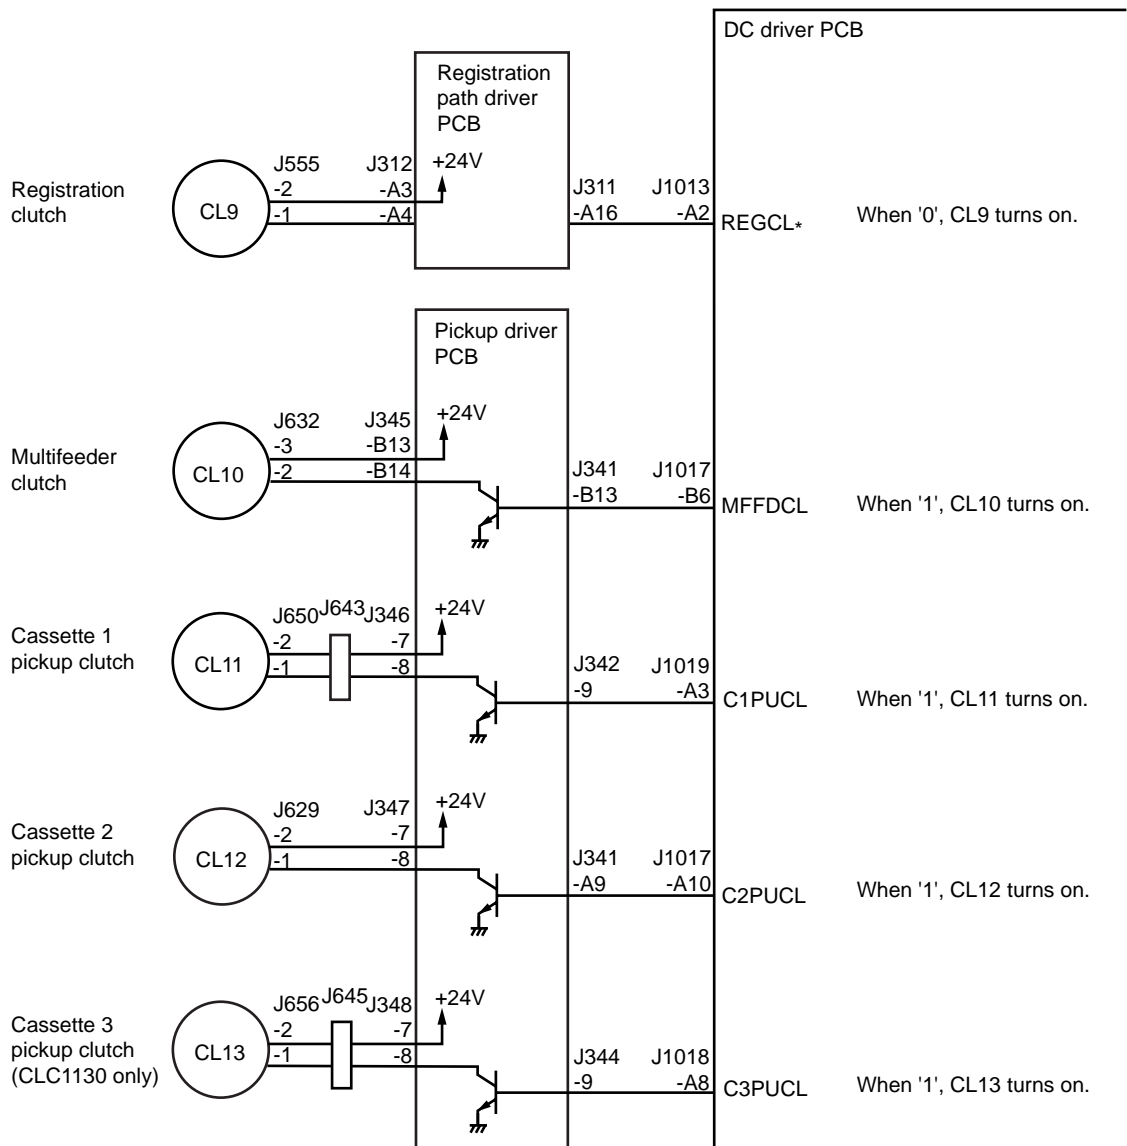 DC driver PCB
Registration
path driver
PCB
Registration
clutch
CL9
J555
J312
+24V
-2
-A3
-1
-A4
J311
J1013
-A16
-A2
REGCL*
When '0', CL9 turns on.
Pickup driver
PCB
Multifeeder
clutch
CL10
J632
J345
+24V
-3
-B13
-2
-B14
J341
J1017
-B13
-B6
MFFDCL
When '1', CL10 turns on.
Cassette 1
pickup clutch
CL11
J650
J643
J346
+24V
-2
-7
-1
-8
J342
J1019
-9
-A3
C1PUCL
When '1', CL11 turns on.
Cassette 2
pickup clutch
CL12
J629
J347
+24V
-2
-7
-1
-8
J341
J1017
-A9
-A10
C2PUCL
When '1', CL12 turns on.
Cassette 3
pickup clutch
(CLC1130 only)
CL13
J656
J645
J348
+24V
-2
-7
-1
-8
J344
J1018
-9
-A8
C3PUCL
When '1', CL13 turns on.